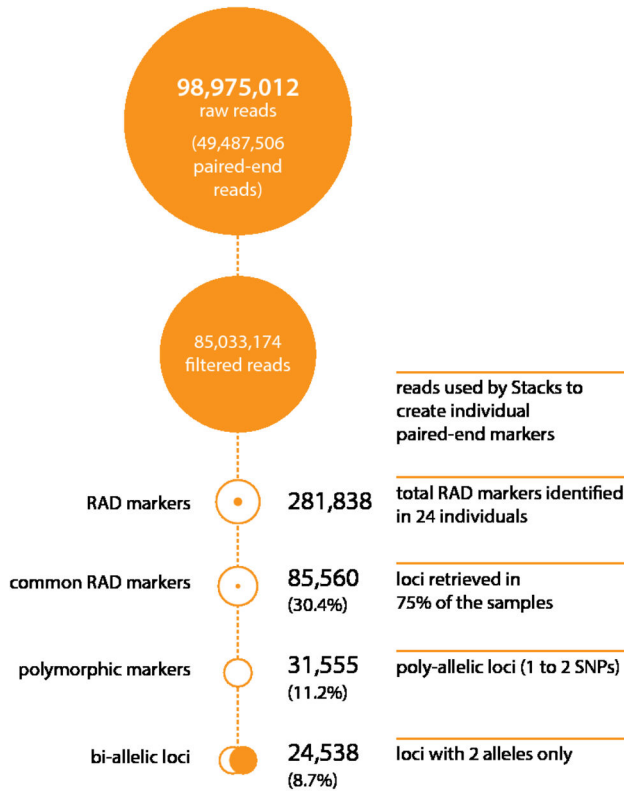 98,975,012
raw reads
(49,487,506
paired-end
reads)
85,033,174
filtered reads
reads used by Stacks to
create individual
paired-end markers
RAD markers
281,838
total RAD markers identified
in 24 individuals
common RAD markers
85,560
(30.4%)
loci retrieved in
75% of the samples
polymorphic markers
31,555
(11.2%)
poly-allelic loci (1 to 2 SNPs)
bi-allelic loci
24,538
(8.7%)
loci with 2 alleles only